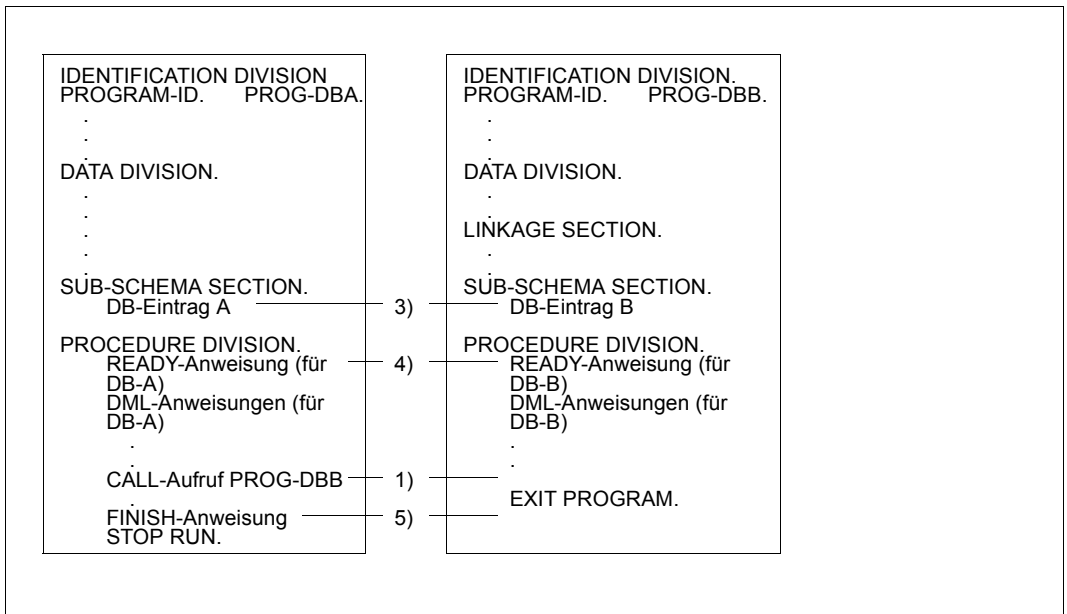 IDENTIFICATION DIVISION
PROGRAM-ID. PROG-DBA.
.
.
.
DATA DIVISION.
.
.
.
.
.
SUB-SCHEMA SECTION.
DB-Eintrag A
PROCEDURE DIVISION.
READY-Anweisung (für
DB-A)
DML-Anweisungen (für
DB-A)
.
.
CALL-Aufruf PROG-DBB
.
FINISH-Anweisung
STOP RUN.
3)
4)
1)
5)
IDENTIFICATION DIVISION.
PROGRAM-ID. PROG-DBB.
.
.
.
DATA DIVISION.
.
.
LINKAGE SECTION.
.
.
SUB-SCHEMA SECTION.
DB-Eintrag B
PROCEDURE DIVISION.
READY-Anweisung (für
DB-B)
DML-Anweisungen (für
DB-B)
.
.
EXIT PROGRAM.